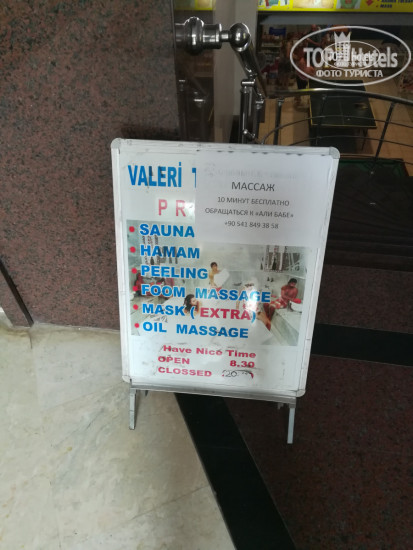 TOPHotels
ФОТО ТУРИСТА
VALERİ
МАССАЖ
10 МИНУТ БЕСПЛАТНО
ОБРАЩАТЬСЯ К «АЛИ БАБЕ»
+90 541 849 38 58
P R
• SAUNA
• HAMAM
• PEELING
• FOOM MASSAGE
• MASK ( EXTRA )
• OIL MASSAGE
Have Nice Time
OPEN 8.30
CLOSSED